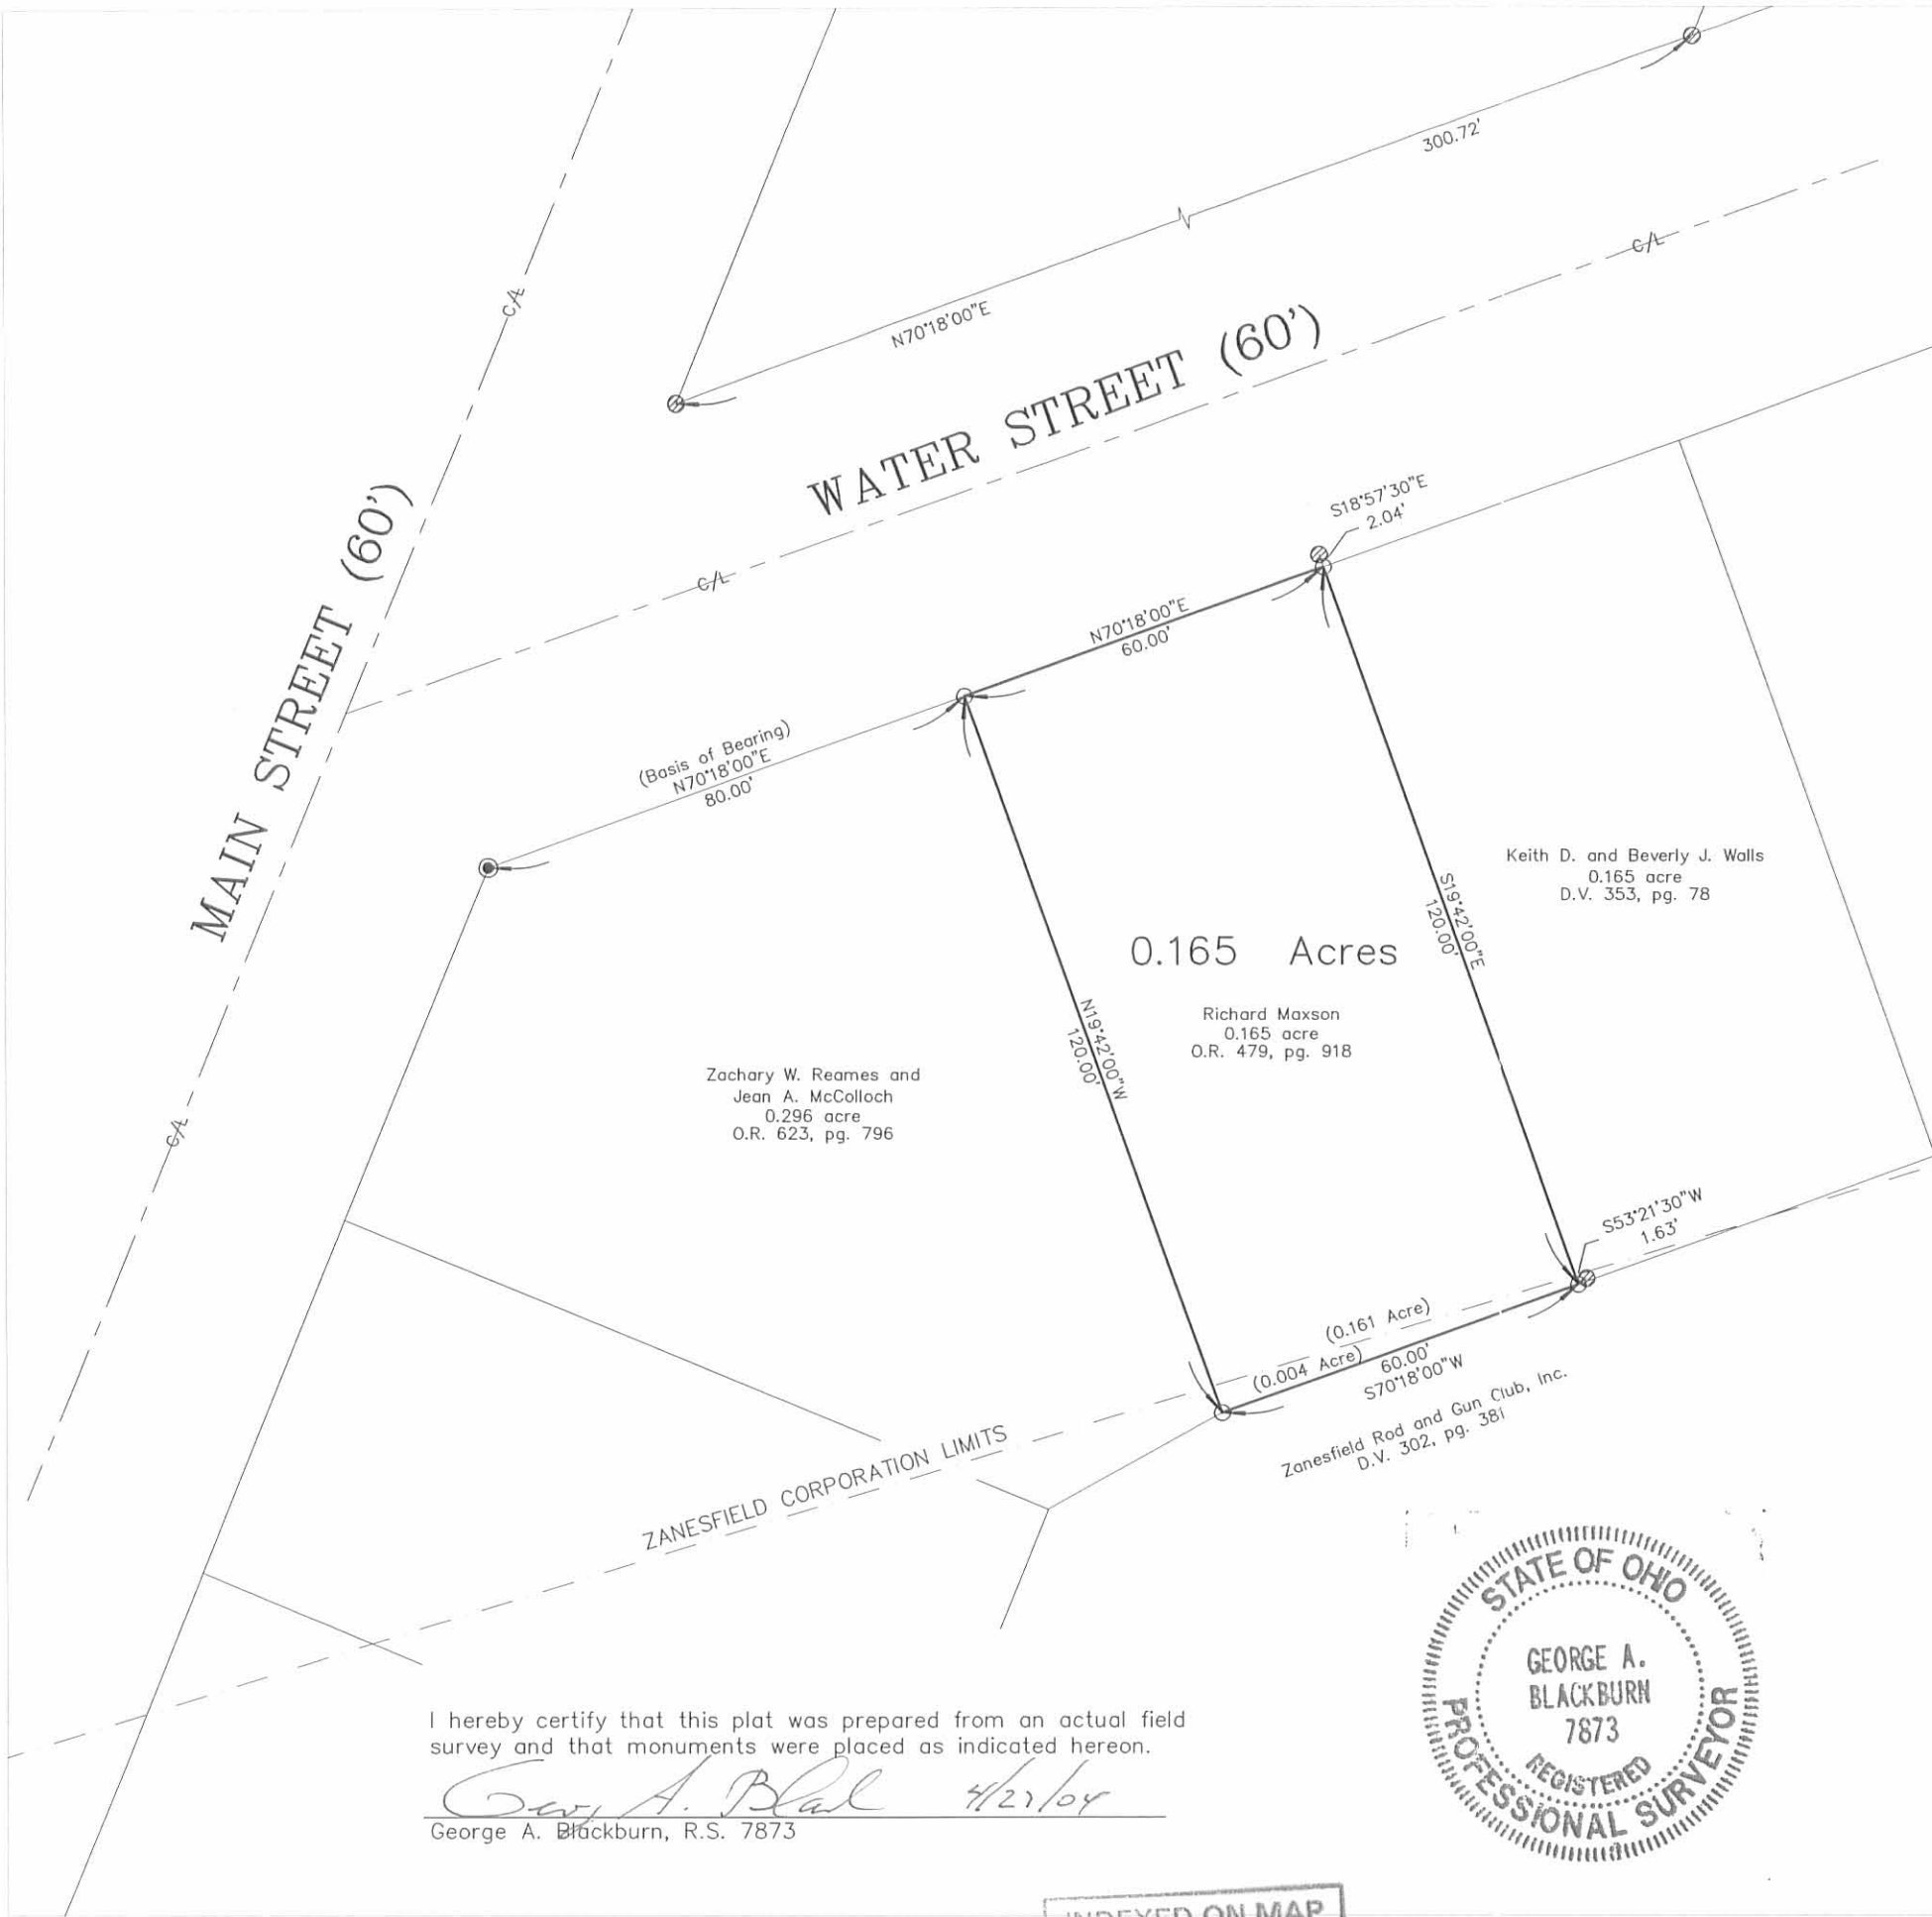 300.72'
C/L
N70°18'00"E
C/L
WATER STREET (60')
MAIN STREET (60')
S18°57'30"E
2.04'
C/L
N70°18'00"E
60.00'
(Basis of Bearing)
N70°18'00"E
80.00'
Keith D. and Beverly J. Walls
0.165 acre
D.V. 353, pg. 78
S19°42'00"E
120.00'
0.165 Acres
Richard Maxson
0.165 acre
O.R. 479, pg. 918
N19°42'00"W
120.00'
Zachary W. Reames and
Jean A. McColloch
0.296 acre
O.R. 623, pg. 796
C/L
S53°21'30"W
1.63'
(0.161 Acre)
(0.004 Acre)
60.00'
S70°18'00"W
Zanesfield Rod and Gun Club, Inc.
D.V. 302, pg. 381
ZANESFIELD CORPORATION LIMITS
STATE OF OHIO
GEORGE A.
BLACKBURN
7873
REGISTERED
PROFESSIONAL SURVEYOR
I hereby certify that this plat was prepared from an actual field
survey and that monuments were placed as indicated hereon.
George A. Blackburn, R.S. 7873
INDEXED ON MAP